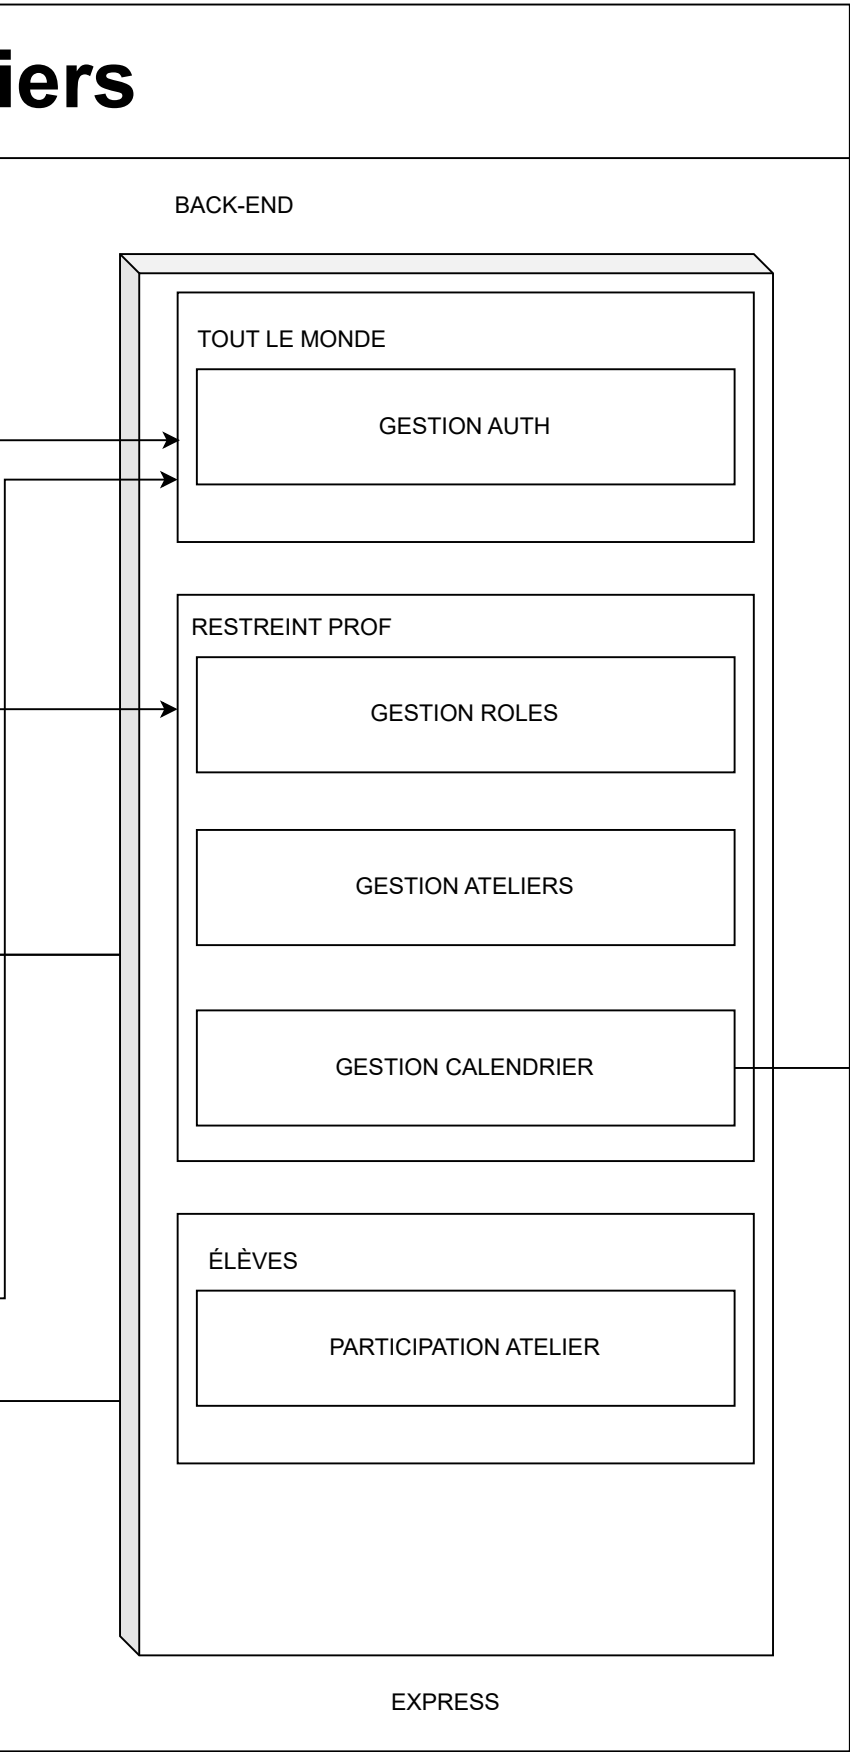 iers
BACK-END
TOUT LE MONDE
GESTION AUTH
RESTREINT PROF
GESTION ROLES
GESTION ATELIERS
GESTION CALENDRIER
ÉLÈVES
PARTICIPATION ATELIER
EXPRESS